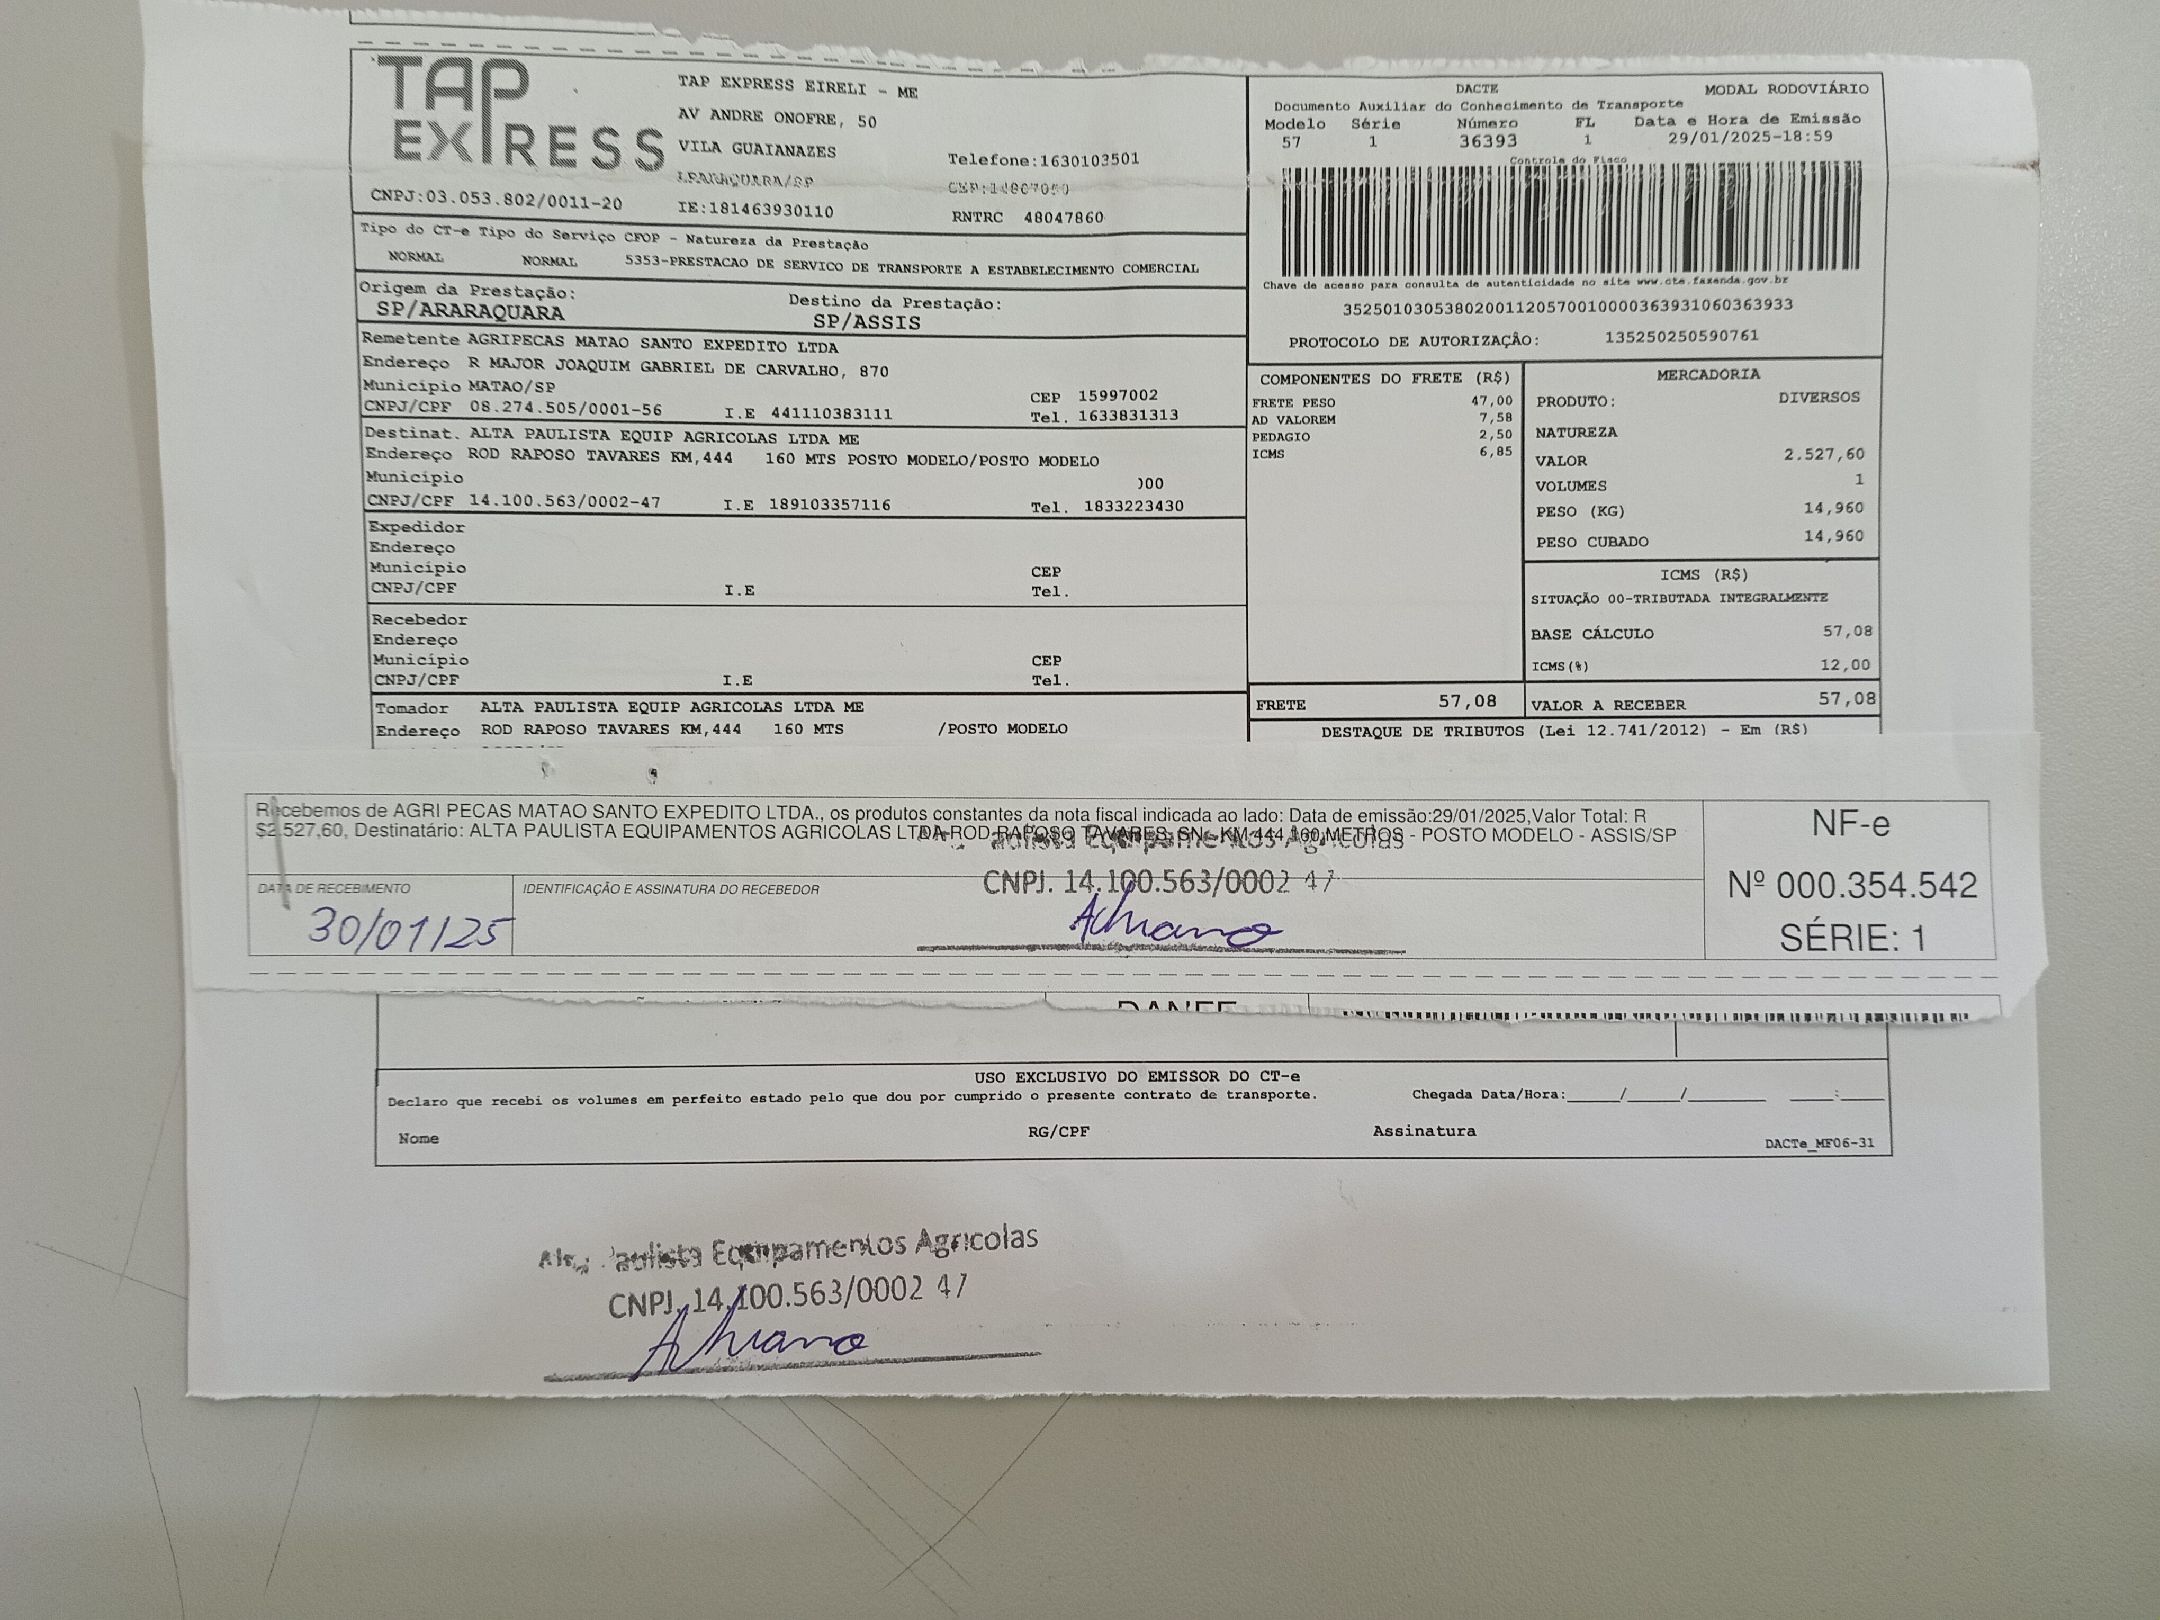 TAP EXPRESS
TAP EXPRESS EIRELI - ME
AV ANDRE ONOFRE, 50
VILA GUAIANAZES
Telefone:1630103501
ARARAQUARA/SP
CEP:14807050
CNPJ:03.053.802/0011-20
IE:181463930110
RNTRC 48047860
DACTE
MODAL RODOVIÁRIO
Documento Auxiliar do Conhecimento de Transporte
Modelo Série Número FL Data e Hora de Emissão
57 1 36393 1 29/01/2025-18:59
Controle do Fisco
Chave de acesso para consulta de autenticidade no site www.cte.fazenda.gov.br
35250103053802001120570010000363931060363933
PROTOCOLO DE AUTORIZAÇÃO: 135250250590761
Tipo do CT-e Tipo do Serviço CFOP - Natureza da Prestação
NORMAL NORMAL 5353-PRESTACAO DE SERVICO DE TRANSPORTE A ESTABELECIMENTO COMERCIAL
Origem da Prestação: Destino da Prestação:
SP/ARARAQUARA SP/ASSIS
Remetente AGRIPECAS MATAO SANTO EXPEDITO LTDA
Endereço R MAJOR JOAQUIM GABRIEL DE CARVALHO, 870
Município MATAO/SP CEP 15997002
CNPJ/CPF 08.274.505/0001-56 I.E 441110383111 Tel. 1633831313
Destinat. ALTA PAULISTA EQUIP AGRICOLAS LTDA ME
Endereço ROD RAPOSO TAVARES KM,444 160 MTS POSTO MODELO/POSTO MODELO
Município 000
CNPJ/CPF 14.100.563/0002-47 I.E 189103357116 Tel. 1833223430
Expedidor
Endereço
Município CEP
CNPJ/CPF I.E Tel.
Recebedor
Endereço
Município CEP
CNPJ/CPF I.E Tel.
Tomador ALTA PAULISTA EQUIP AGRICOLAS LTDA ME
Endereço ROD RAPOSO TAVARES KM,444 160 MTS /POSTO MODELO
COMPONENTES DO FRETE (R$)
FRETE PESO 47,00
AD VALOREM 7,58
PEDAGIO 2,50
ICMS 6,85
FRETE 57,08
MERCADORIA
PRODUTO: DIVERSOS
NATUREZA
VALOR 2.527,60
VOLUMES 1
PESO (KG) 14,960
PESO CUBADO 14,960
ICMS (R$)
SITUAÇÃO 00-TRIBUTADA INTEGRALMENTE
BASE CÁLCULO 57,08
ICMS(%) 12,00
VALOR A RECEBER 57,08
DESTAQUE DE TRIBUTOS (Lei 12.741/2012) - Em (R$)
Recebemos de AGRI PECAS MATAO SANTO EXPEDITO LTDA., os produtos constantes da nota fiscal indicada ao lado: Data de emissão:29/01/2025,Valor Total: R
$2.527,60, Destinatário: ALTA PAULISTA EQUIPAMENTOS AGRICOLAS LTDA-ROD RAPOSO TAVARES, SN - KM 444 160 METROS - POSTO MODELO - ASSIS/SP
Paulista Equipamentos Agricolas
CNPJ. 14.100.563/0002 47
DATA DE RECEBIMENTO IDENTIFICAÇÃO E ASSINATURA DO RECEBEDOR
30/01/25
Adriano
NF-e
Nº 000.354.542
SÉRIE: 1
DANFE
USO EXCLUSIVO DO EMISSOR DO CT-e
Declaro que recebi os volumes em perfeito estado pelo que dou por cumprido o presente contrato de transporte. Chegada Data/Hora:_____/_____/________ ____:____
Nome RG/CPF Assinatura
DACTe_MF06-31
Alta Paulista Equipamentos Agricolas
CNPJ. 14.100.563/0002 47
Adriano